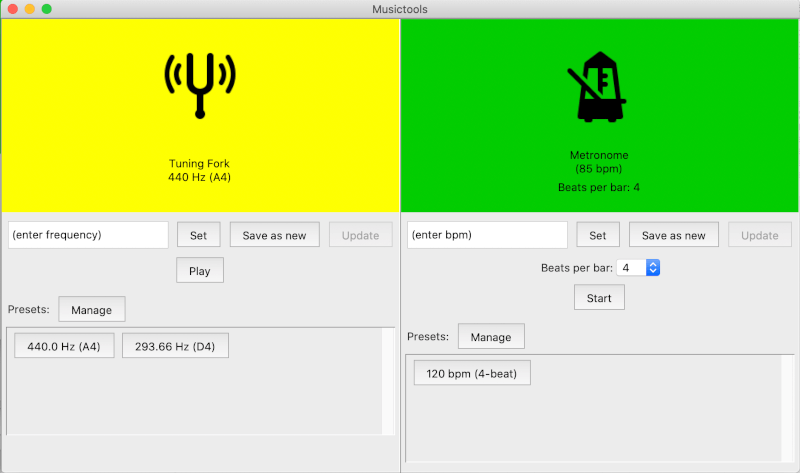 Musictools
Tuning Fork
440 Hz (A4)
(enter frequency)
Set
Save as new
Update
Play
Presets:
Manage
440.0 Hz (A4)
293.66 Hz (D4)
Metronome
(85 bpm)
Beats per bar: 4
(enter bpm)
Set
Save as new
Update
Beats per bar: 4
Start
Presets:
Manage
120 bpm (4-beat)